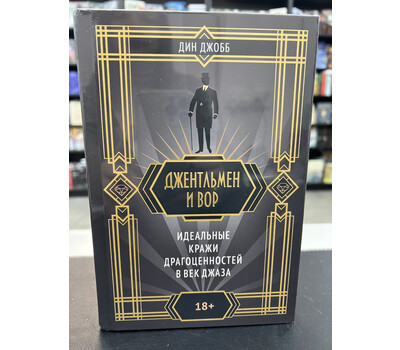 ДИН ДЖОББ
ДЖЕНТЛЬМЕН
И ВОР
ИДЕАЛЬНЫЕ
КРАЖИ
ДРАГОЦЕННОСТЕЙ
В ВЕК ДЖАЗА
18+